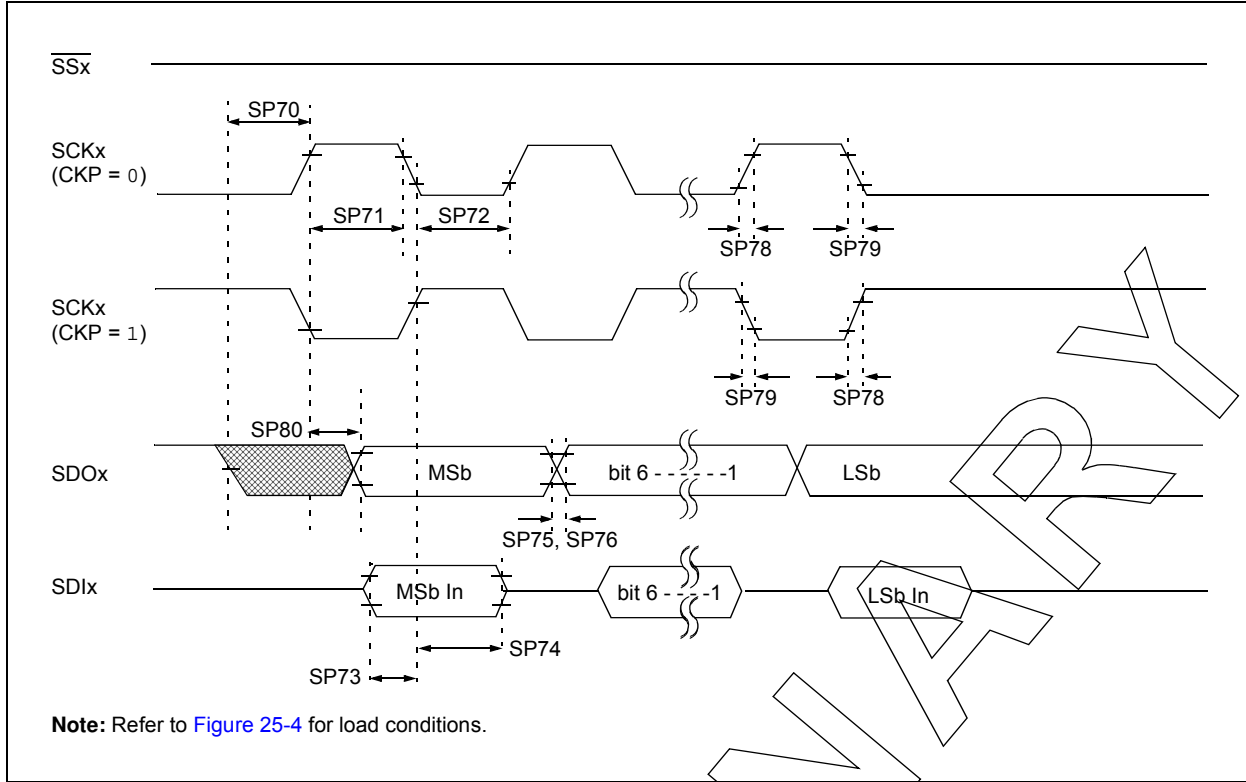 SSx
SP70
SCKx
(CKP = 0)
SP71 SP72
SP78 SP79
SCKx
(CKP = 1)
SP79 SP78
SP80
SDOx MSb bit 6 - - - - - -1 LSb
SP75, SP76
SDIx MSb In bit 6 - - - - -1 LSb In
SP74
SP73
Note: Refer to Figure 25-4 for load conditions.